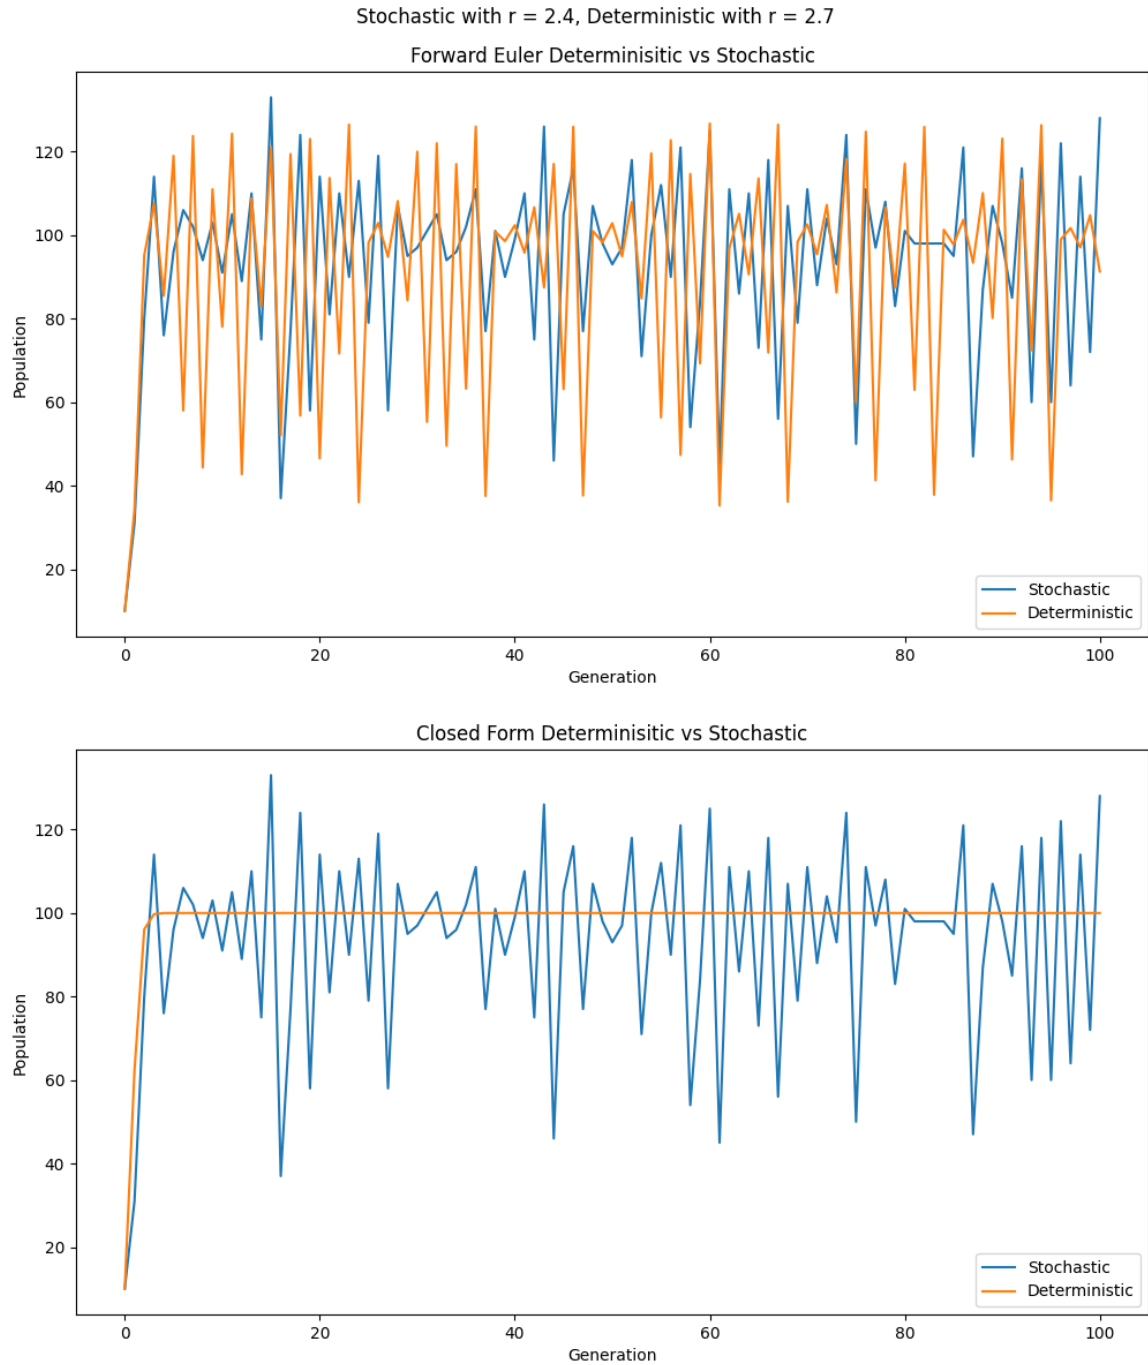 Stochastic with r = 2.4, Deterministic with r = 2.7
Forward Euler Determinisitic vs Stochastic
120
100
80
60
40
20
Population
0 20 40 60 80 100
Generation
Stochastic
Deterministic
Closed Form Determinisitic vs Stochastic
120
100
80
60
40
20
Population
0 20 40 60 80 100
Generation
Stochastic
Deterministic